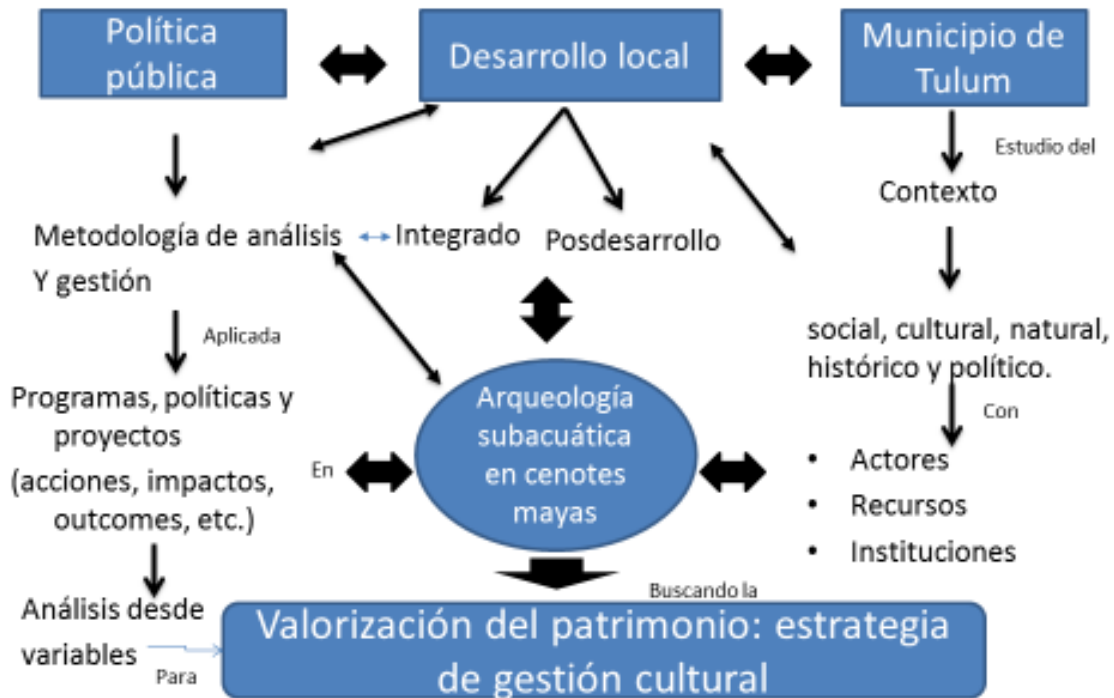 Política
pública
Desarrollo local
Municipio de
Tulum
Estudio del
Contexto
Metodología de análisis
Y gestión
Integrado
Posdesarrollo
Aplicada
social, cultural, natural,
histórico y político.
Programas, políticas y
proyectos
(acciones, impactos,
outcomes, etc.)
En
Arqueología
subacuática
en cenotes
mayas
Con
• Actores
• Recursos
• Instituciones
Análisis desde
variables
Para
Buscando la
Valorización del patrimonio: estrategia
de gestión cultural